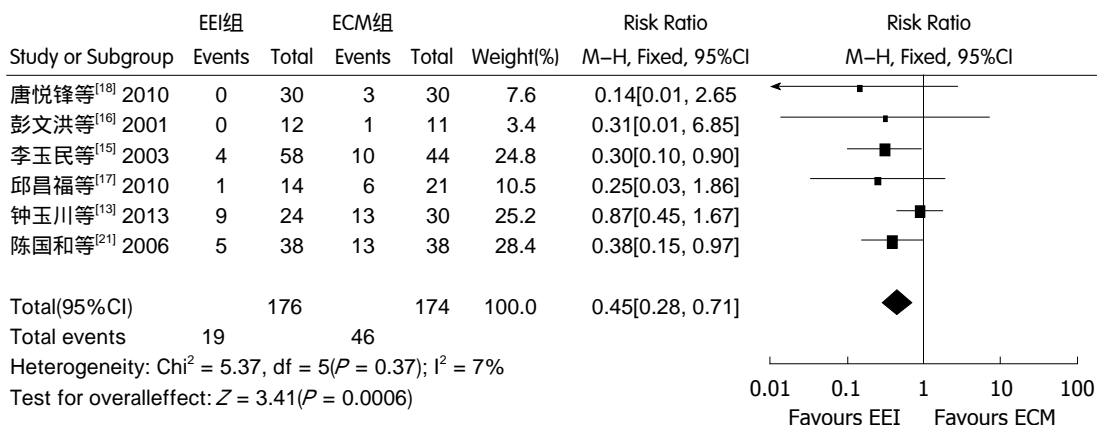 EEI组 ECM组 Risk Ratio Risk Ratio
Study or Subgroup Events Total Events Total Weight(%) M–H, Fixed, 95%CI M–H, Fixed, 95%CI
唐悦锋等[18] 2010 0 30 3 30 7.6 0.14[0.01, 2.65
彭文洪等[16] 2001 0 12 1 11 3.4 0.31[0.01, 6.85]
李玉民等[15] 2003 4 58 10 44 24.8 0.30[0.10, 0.90]
邱昌福等[17] 2010 1 14 6 21 10.5 0.25[0.03, 1.86]
钟玉川等[13] 2013 9 24 13 30 25.2 0.87[0.45, 1.67]
陈国和等[21] 2006 5 38 13 38 28.4 0.38[0.15, 0.97]
Total(95%CI) 176 174 100.0 0.45[0.28, 0.71]
Total events 19 46
Heterogeneity: Chi² = 5.37, df = 5(P = 0.37); I² = 7%
Test for overalleffect: Z = 3.41(P = 0.0006)
0.01 0.1 1 10 100
Favours EEI Favours ECM